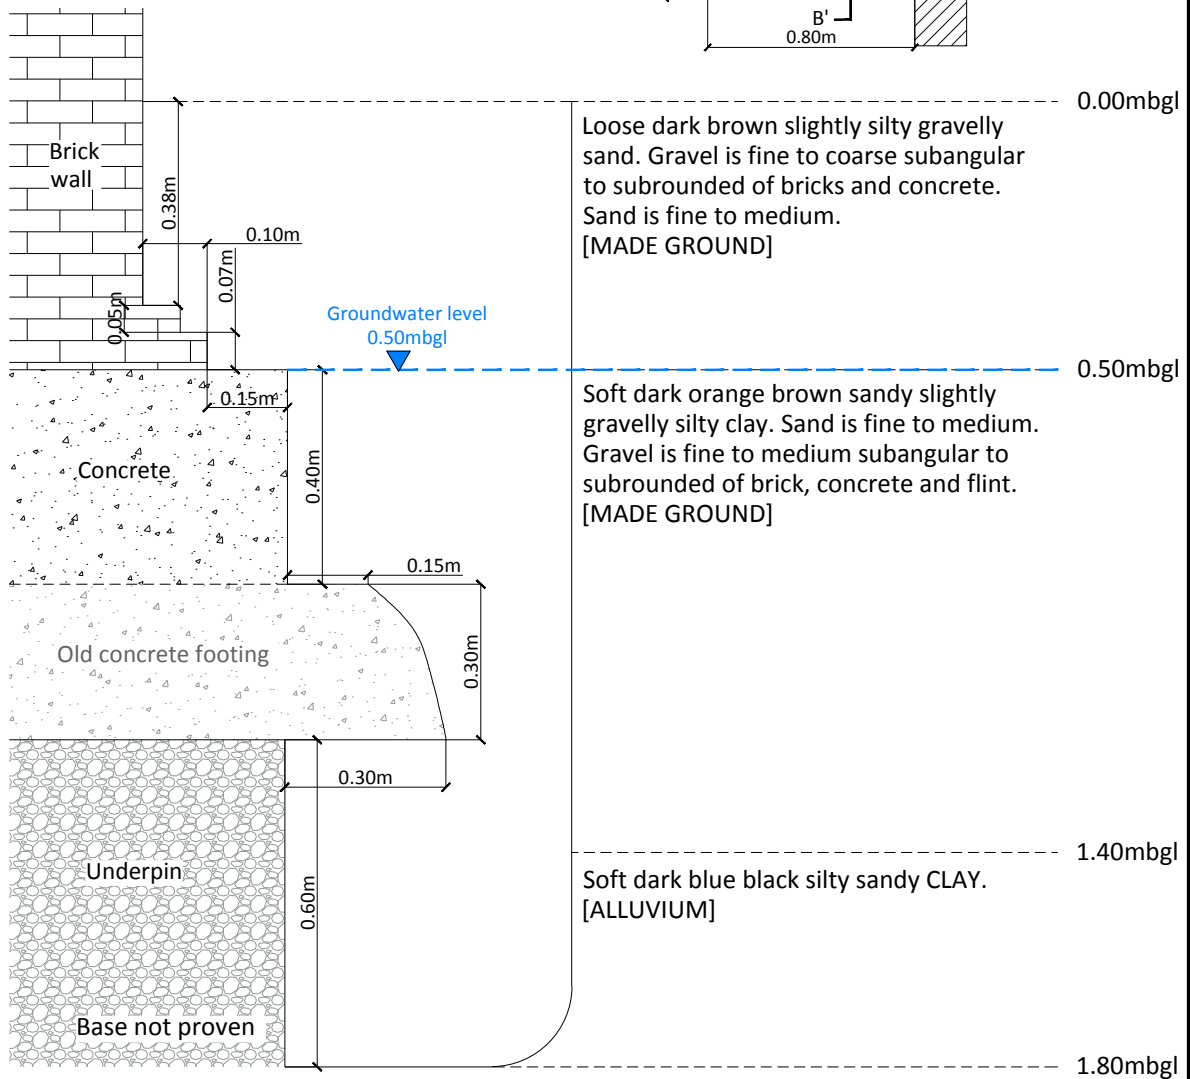 B'
0.80m
0.00mbgl
Loose dark brown slightly silty gravelly
sand. Gravel is fine to coarse subangular
to subrounded of bricks and concrete.
Sand is fine to medium.
[MADE GROUND]
Brick
wall
0.38m
0.10m
0.07m
0.05m
Groundwater level
0.50mbgl
0.50mbgl
Soft dark orange brown sandy slightly
gravelly silty clay. Sand is fine to medium.
Gravel is fine to medium subangular to
subrounded of brick, concrete and flint.
[MADE GROUND]
0.15m
Concrete
0.40m
0.15m
Old concrete footing
0.30m
0.30m
1.40mbgl
Soft dark blue black silty sandy CLAY.
[ALLUVIUM]
Underpin
0.60m
Base not proven
1.80mbgl